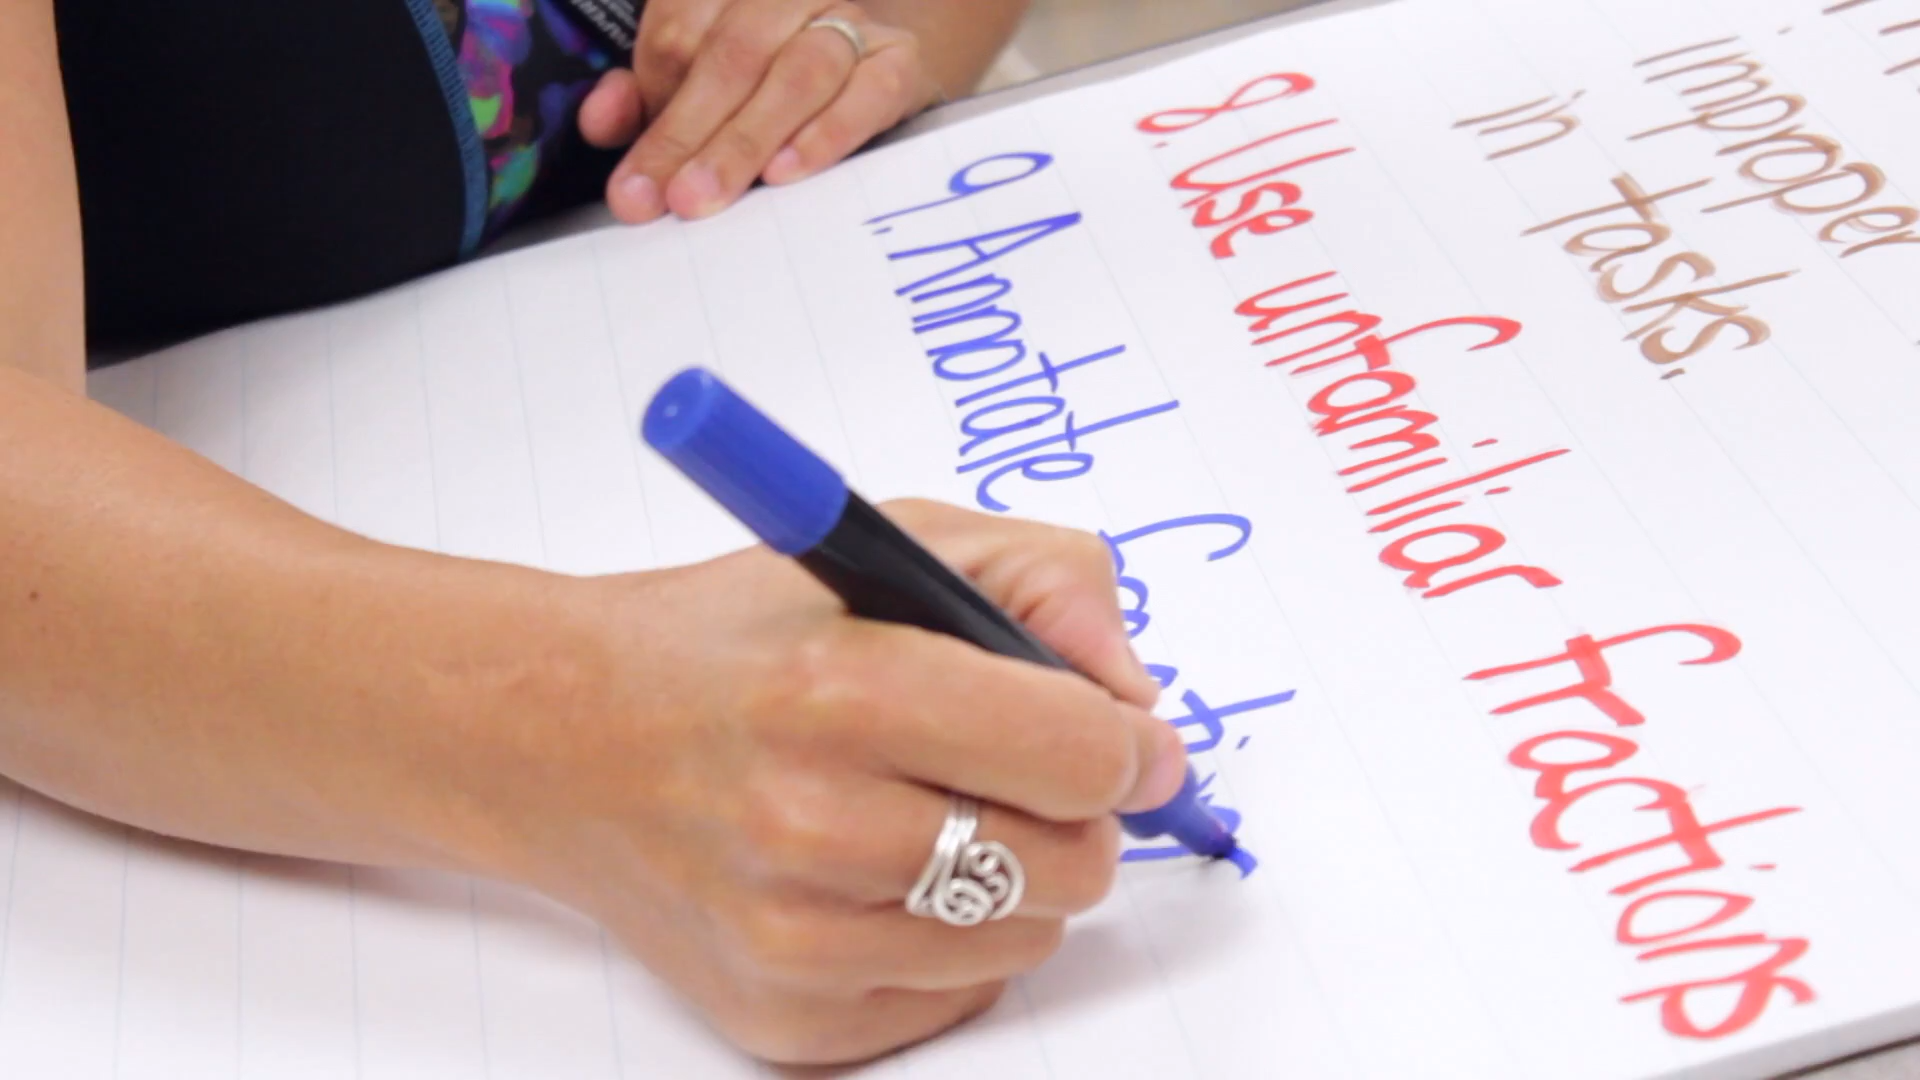 improper
in tasks.
8. Use unfamiliar fractions
9. Annotate